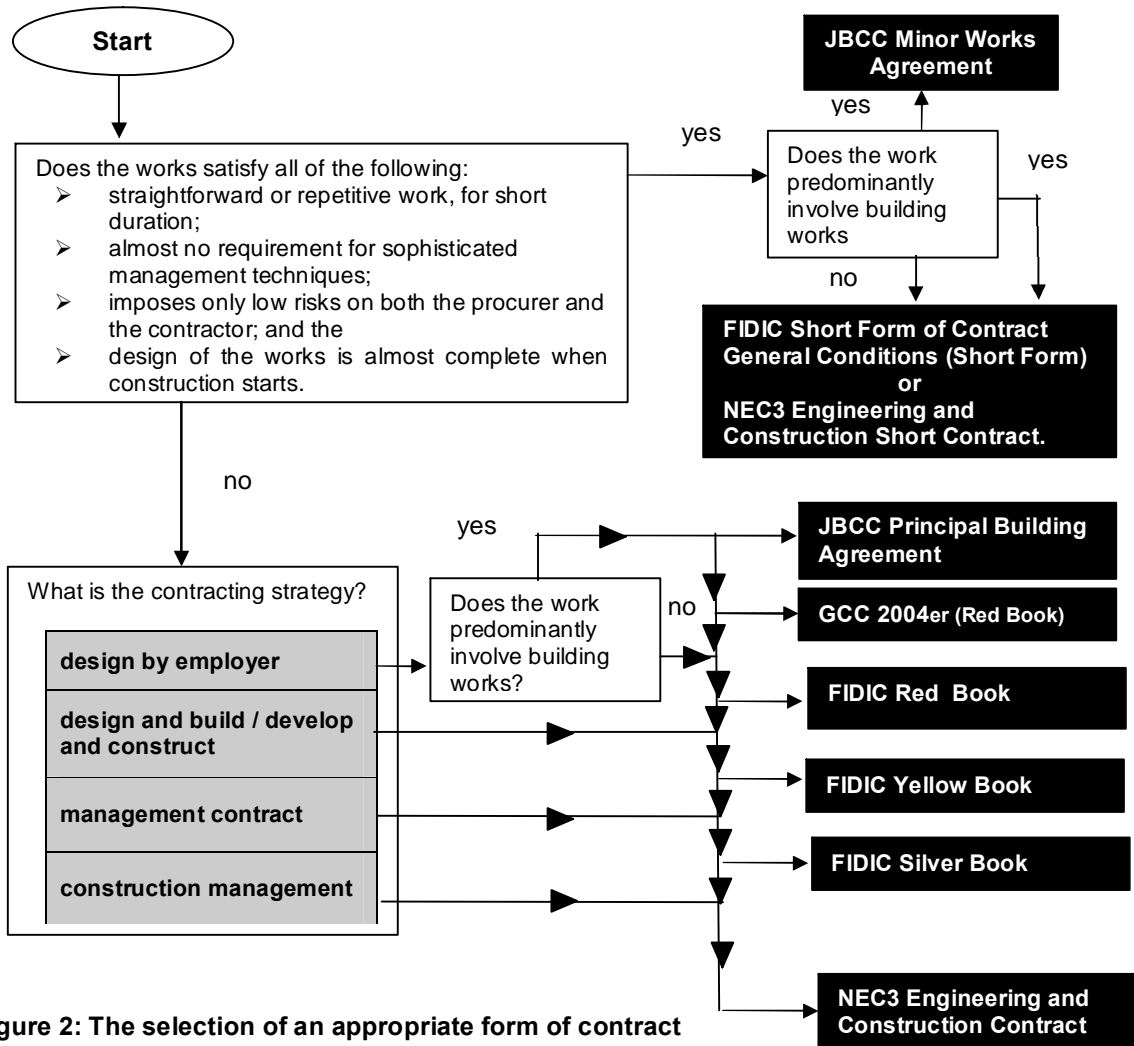 Start
JBCC Minor Works
Agreement
yes
yes
yes
Does the works satisfy all of the following:
➢ straightforward or repetitive work, for short
duration;
➢ almost no requirement for sophisticated
management techniques;
➢ imposes only low risks on both the procurer and
the contractor; and the
➢ design of the works is almost complete when
construction starts.
Does the work
predominantly
involve building
works
no
FIDIC Short Form of Contract
General Conditions (Short Form)
or
NEC3 Engineering and
Construction Short Contract.
no
yes
What is the contracting strategy?
design by employer
design and build / develop
and construct
management contract
construction management
Does the work
predominantly
involve building
works?
no
JBCC Principal Building
Agreement
GCC 2004er (Red Book)
FIDIC Red Book
FIDIC Yellow Book
FIDIC Silver Book
NEC3 Engineering and
Construction Contract
gure 2: The selection of an appropriate form of contract